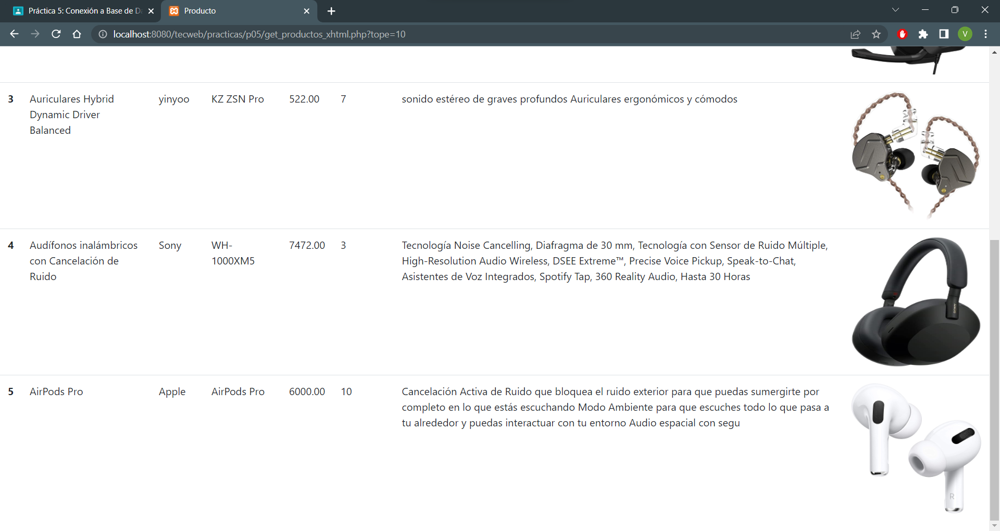 Práctica 5: Conexión a Base de Da
Producto
localhost:8080/tecweb/practicas/p05/get_productos_xhtml.php?tope=10
V
3 Auriculares Hybrid yinyoo KZ ZSN Pro 522.00 7 sonido estéreo de graves profundos Auriculares ergonómicos y cómodos
Dynamic Driver
Balanced
4 Audífonos inalámbricos Sony WH- 7472.00 3 Tecnología Noise Cancelling, Diafragma de 30 mm, Tecnología con Sensor de Ruido Múltiple,
con Cancelación de 1000XM5 High-Resolution Audio Wireless, DSEE Extreme™, Precise Voice Pickup, Speak-to-Chat,
Ruido Asistentes de Voz Integrados, Spotify Tap, 360 Reality Audio, Hasta 30 Horas
SONY
5 AirPods Pro Apple AirPods Pro 6000.00 10 Cancelación Activa de Ruido que bloquea el ruido exterior para que puedas sumergirte por
completo en lo que estás escuchando Modo Ambiente para que escuches todo lo que pasa a
tu alrededor y puedas interactuar con tu entorno Audio espacial con segu
R